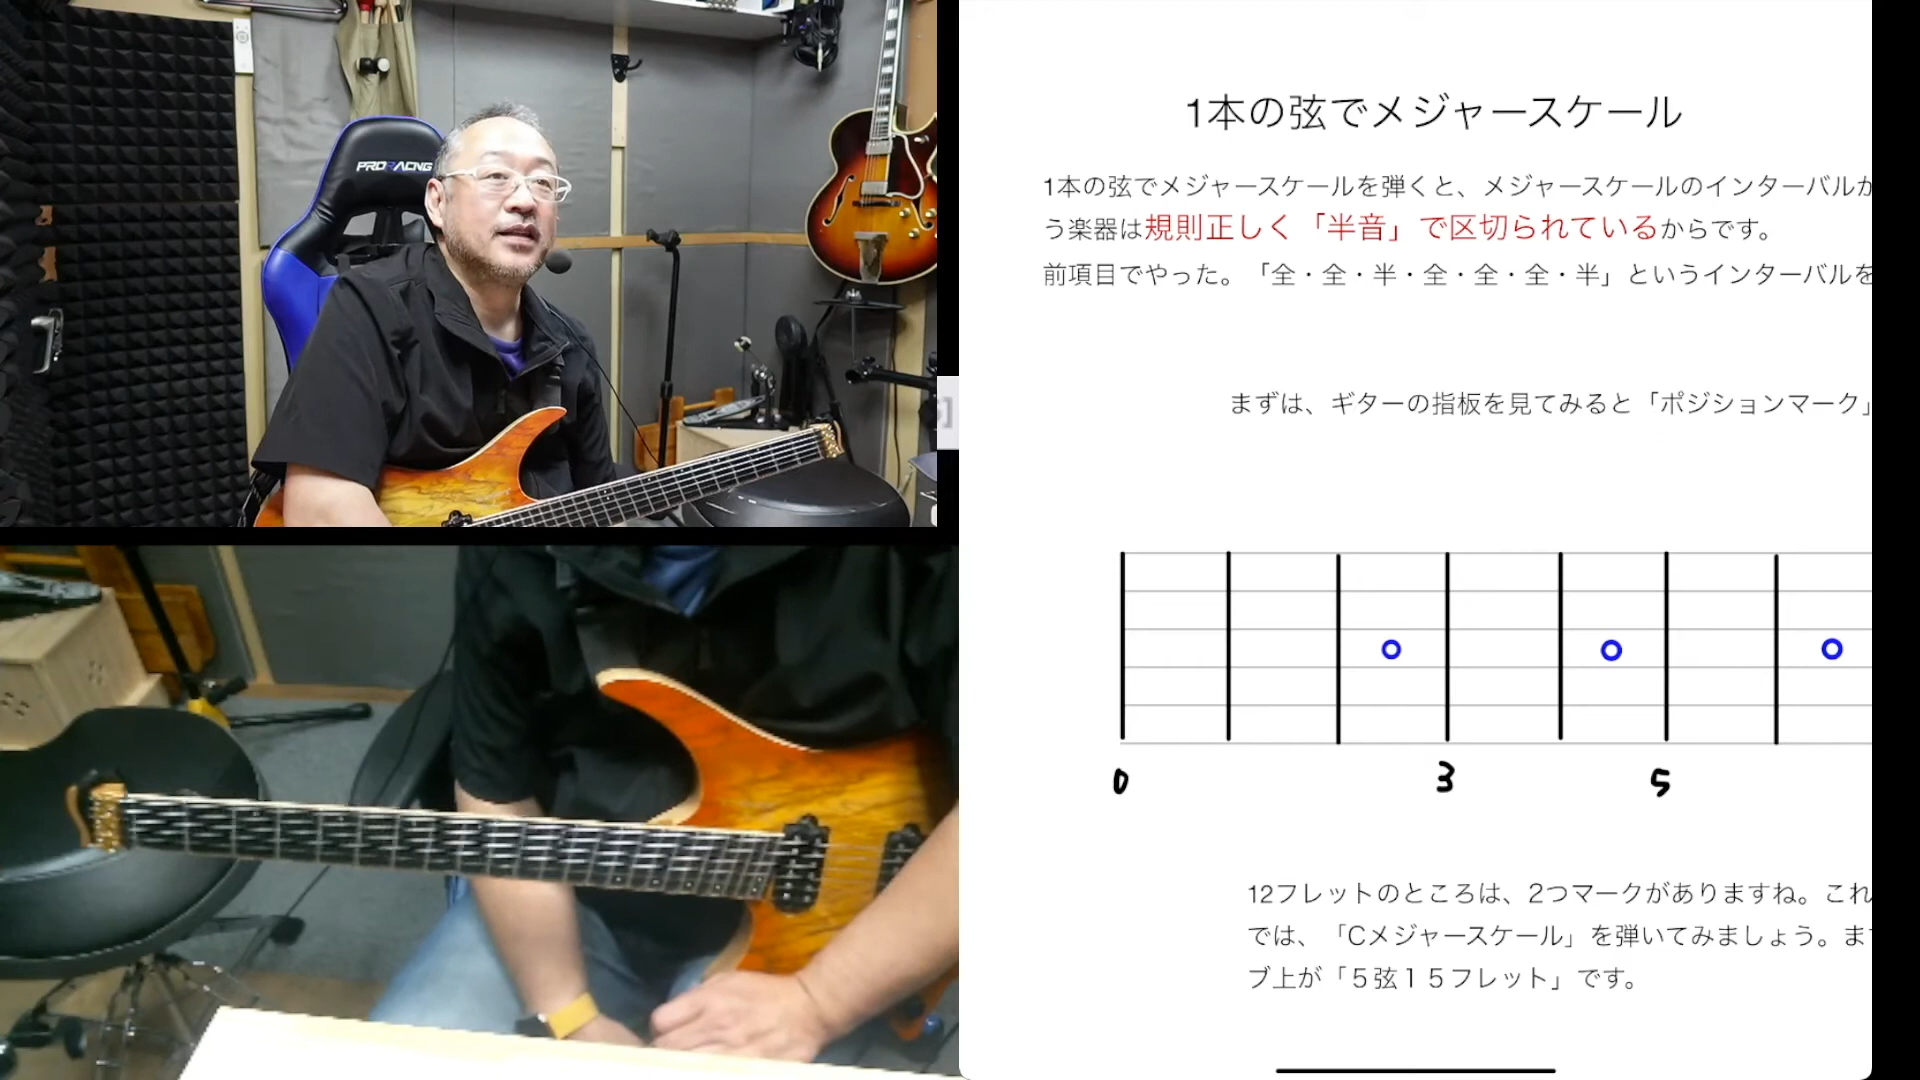 PRORACING
1本の弦でメジャースケール
1本の弦でメジャースケールを弾くと、メジャースケールのインターバルが
う楽器は規則正しく「半音」で区切られているからです。
前項目でやった。「全・全・半・全・全・全・半」というインターバルを
まずは、ギターの指板を見てみると「ポジションマーク」
0 3 5
12フレットのところは、2つマークがありますね。これ
では、「Cメジャースケール」を弾いてみましょう。ま
ブ上が「５弦１５フレット」です。